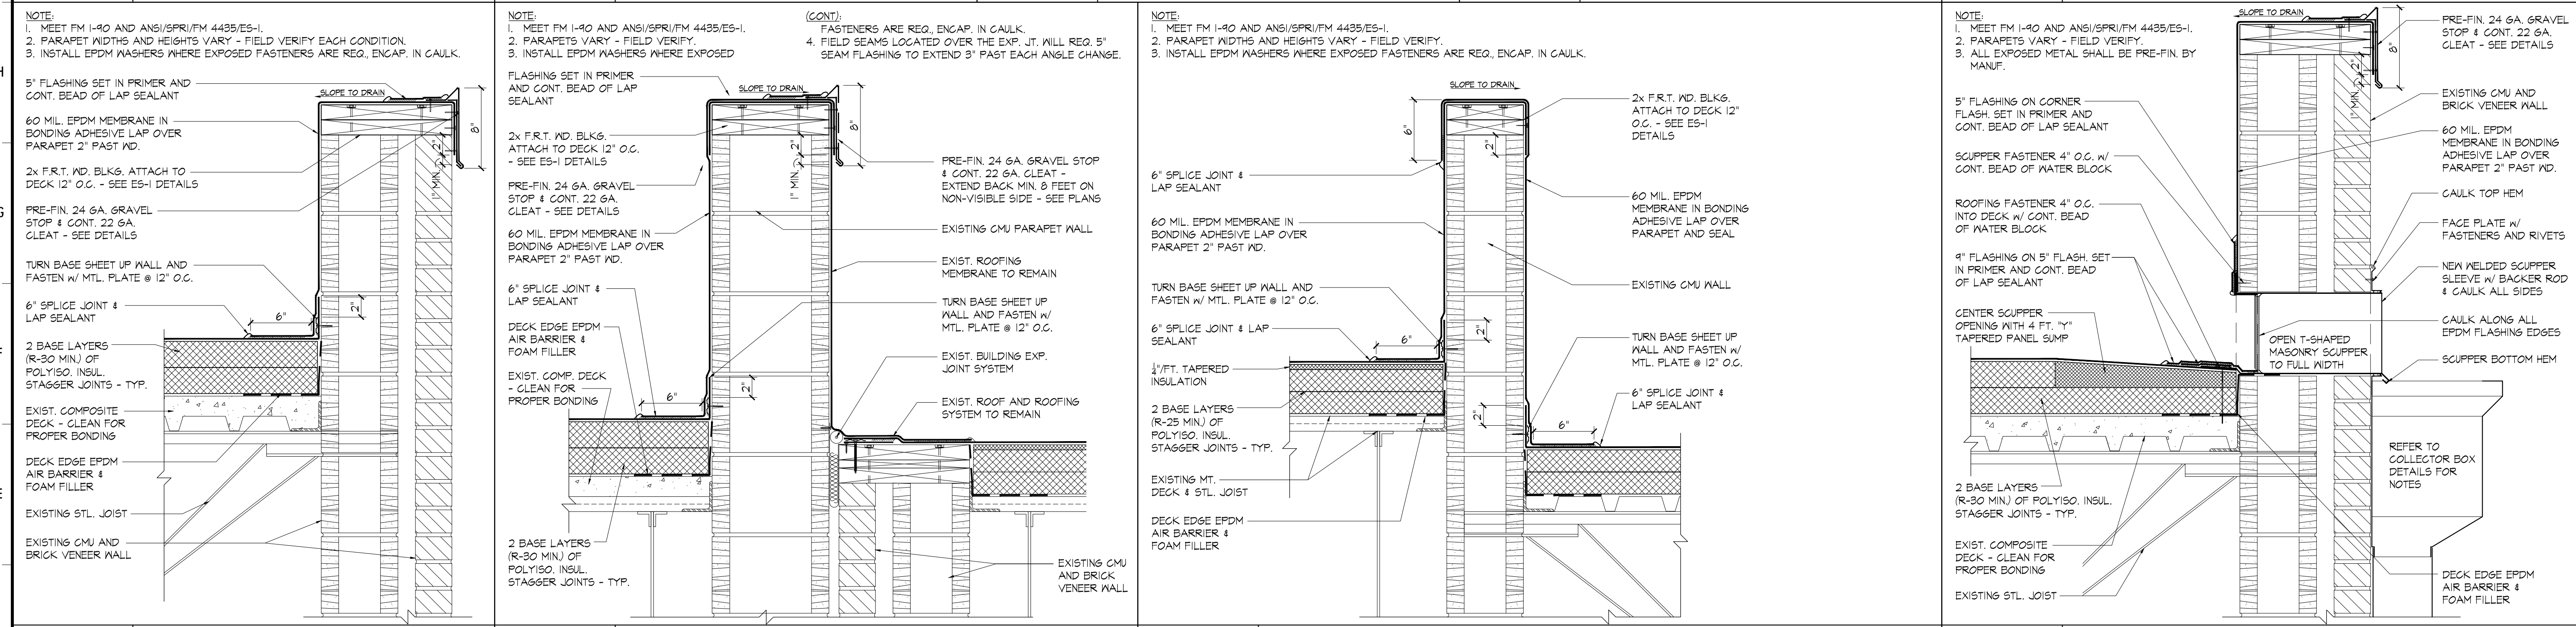 NOTE:
1. MEET FM 1-90 AND ANSI/SPRI/FM 4435/ES-1.
2. PARAPET WIDTHS AND HEIGHTS VARY - FIELD VERIFY EACH CONDITION.
3. INSTALL EPDM WASHERS WHERE EXPOSED FASTENERS ARE REQ., ENCAP. IN CAULK.
5" FLASHING SET IN PRIMER AND
CONT. BEAD OF LAP SEALANT
60 MIL. EPDM MEMBRANE IN
BONDING ADHESIVE LAP OVER
PARAPET 2" PAST WD.
2x F.R.T. WD. BLKG. ATTACH TO
DECK 12" O.C. - SEE ES-1 DETAILS
PRE-FIN. 24 GA. GRAVEL
STOP & CONT. 22 GA.
CLEAT - SEE DETAILS
TURN BASE SHEET UP WALL AND
FASTEN w/ MTL. PLATE @ 12" O.C.
6" SPLICE JOINT &
LAP SEALANT
2 BASE LAYERS
(R-30 MIN.) OF
POLYISO. INSUL.
STAGGER JOINTS - TYP.
EXIST. COMPOSITE
DECK - CLEAN FOR
PROPER BONDING
DECK EDGE EPDM
AIR BARRIER &
FOAM FILLER
EXISTING STL. JOIST
EXISTING CMU AND
BRICK VENEER WALL
SLOPE TO DRAIN
8"
2"
1" MIN.
2"
6"
NOTE:
1. MEET FM 1-90 AND ANSI/SPRI/FM 4435/ES-1.
2. PARAPETS VARY - FIELD VERIFY.
3. INSTALL EPDM WASHERS WHERE EXPOSED
(CONT):
FASTENERS ARE REQ., ENCAP. IN CAULK.
4. FIELD SEAMS LOCATED OVER THE EXP. JT. WILL REQ. 5"
SEAM FLASHING TO EXTEND 3" PAST EACH ANGLE CHANGE.
FLASHING SET IN PRIMER
AND CONT. BEAD OF LAP
SEALANT
2x F.R.T. WD. BLKG.
ATTACH TO DECK 12" O.C.
- SEE ES-1 DETAILS
PRE-FIN. 24 GA. GRAVEL
STOP & CONT. 22 GA.
CLEAT - SEE DETAILS
60 MIL. EPDM MEMBRANE IN
BONDING ADHESIVE LAP OVER
PARAPET 2" PAST WD.
6" SPLICE JOINT &
LAP SEALANT
DECK EDGE EPDM
AIR BARRIER &
FOAM FILLER
EXIST. COMP. DECK
- CLEAN FOR
PROPER BONDING
2 BASE LAYERS
(R-30 MIN.) OF
POLYISO. INSUL.
STAGGER JOINTS - TYP.
SLOPE TO DRAIN
8"
2"
1" MIN.
2"
6"
PRE-FIN. 24 GA. GRAVEL STOP
& CONT. 22 GA. CLEAT -
EXTEND BACK MIN. 8 FEET ON
NON-VISIBLE SIDE - SEE PLANS
EXISTING CMU PARAPET WALL
EXIST. ROOFING
MEMBRANE TO REMAIN
TURN BASE SHEET UP
WALL AND FASTEN w/
MTL. PLATE @ 12" O.C.
EXIST. BUILDING EXP.
JOINT SYSTEM
EXIST. ROOF AND ROOFING
SYSTEM TO REMAIN
EXISTING CMU
AND BRICK
VENEER WALL
NOTE:
1. MEET FM 1-90 AND ANSI/SPRI/FM 4435/ES-1.
2. PARAPET WIDTHS AND HEIGHTS VARY - FIELD VERIFY EACH CONDITION.
3. INSTALL EPDM WASHERS WHERE EXPOSED FASTENERS ARE REQ., ENCAP. IN CAULK.
6" SPLICE JOINT &
LAP SEALANT
60 MIL. EPDM MEMBRANE IN
BONDING ADHESIVE LAP OVER
PARAPET 2" PAST WD.
TURN BASE SHEET UP WALL AND
FASTEN w/ MTL. PLATE @ 12" O.C.
6" SPLICE JOINT & LAP
SEALANT
¼"/FT. TAPERED
INSULATION
2 BASE LAYERS
(R-25 MIN.) OF
POLYISO. INSUL.
STAGGER JOINTS - TYP.
EXISTING MT.
DECK & STL. JOIST
DECK EDGE EPDM
AIR BARRIER &
FOAM FILLER
SLOPE TO DRAIN
6"
2"
6"
2"
2"
6"
2x F.R.T. WD. BLKG.
ATTACH TO DECK 12"
O.C. - SEE ES-1
DETAILS
60 MIL. EPDM
MEMBRANE IN BONDING
ADHESIVE LAP OVER
PARAPET AND SEAL
EXISTING CMU WALL
TURN BASE SHEET UP
WALL AND FASTEN w/
MTL. PLATE @ 12" O.C.
6" SPLICE JOINT &
LAP SEALANT
NOTE:
1. MEET FM 1-90 AND ANSI/SPRI/FM 4435/ES-1.
2. PARAPETS VARY - FIELD VERIFY.
3. ALL EXPOSED METAL SHALL BE PRE-FIN. BY
MANUF.
5" FLASHING ON CORNER
FLASH. SET IN PRIMER AND
CONT. BEAD OF LAP SEALANT
SCUPPER FASTENER 4" O.C. w/
CONT. BEAD OF WATER BLOCK
ROOFING FASTENER 4" O.C.
INTO DECK w/ CONT. BEAD
OF WATER BLOCK
9" FLASHING ON 5" FLASH. SET
IN PRIMER AND CONT. BEAD
OF LAP SEALANT
CENTER SCUPPER
OPENING WITH 4 FT. "Y"
TAPERED PANEL SUMP
2 BASE LAYERS
(R-30 MIN.) OF POLYISO. INSUL.
STAGGER JOINTS - TYP.
EXIST. COMPOSITE
DECK - CLEAN FOR
PROPER BONDING
EXISTING STL. JOIST
SLOPE TO DRAIN
8"
2"
1" MIN.
OPEN T-SHAPED
MASONRY SCUPPER
TO FULL WIDTH
PRE-FIN. 24 GA. GRAVEL
STOP & CONT. 22 GA.
CLEAT - SEE DETAILS
EXISTING CMU AND
BRICK VENEER WALL
60 MIL. EPDM
MEMBRANE IN BONDING
ADHESIVE LAP OVER
PARAPET 2" PAST WD.
CAULK TOP HEM
FACE PLATE w/
FASTENERS AND RIVETS
NEW WELDED SCUPPER
SLEEVE w/ BACKER ROD
& CAULK ALL SIDES
CAULK ALONG ALL
EPDM FLASHING EDGES
SCUPPER BOTTOM HEM
REFER TO
COLLECTOR BOX
DETAILS FOR
NOTES
DECK EDGE EPDM
AIR BARRIER &
FOAM FILLER